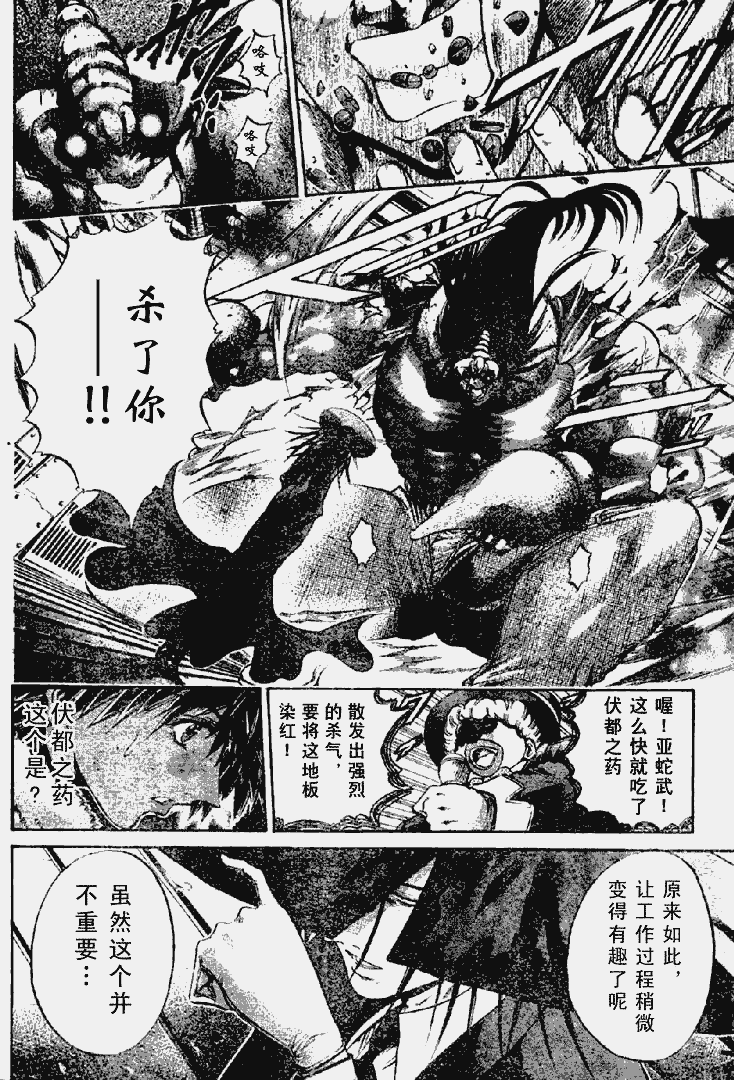 咯吱
咯吱
杀了你
——!!
喔！亚蛇武！
这么快就吃了
伏都之药
散发出强烈
的杀气，
要将这地板
染红！
伏都之药
这个是？
原来如此，
让工作过程稍微
变得有趣了呢
虽然这个并
不重要…